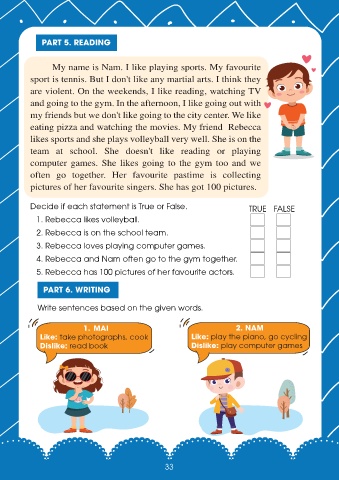 PART 5. READING
My name is Nam. I like playing sports. My favourite
sport is tennis. But I don't like any martial arts. I think they
are violent. On the weekends, I like reading, watching TV
and going to the gym. In the afternoon, I like going out with
my friends but we don't like going to the city center. We like
eating pizza and watching the movies. My friend Rebecca
likes sports and she plays volleyball very well. She is on the
team at school. She doesn't like reading or playing
computer games. She likes going to the gym too and we
often go together. Her favourite pastime is collecting
pictures of her favourite singers. She has got 100 pictures.
Decide if each statement is True or False. TRUE FALSE
1. Rebecca likes volleyball.
2. Rebecca is on the school team.
3. Rebecca loves playing computer games.
4. Rebecca and Nam often go to the gym together.
5. Rebecca has 100 pictures of her favourite actors.
PART 6. WRITING
Write sentences based on the given words.
1. MAI
Like: take photographs, cook
Dislike: read book
2. NAM
Like: play the piano, go cycling
Dislike: play computer games
33